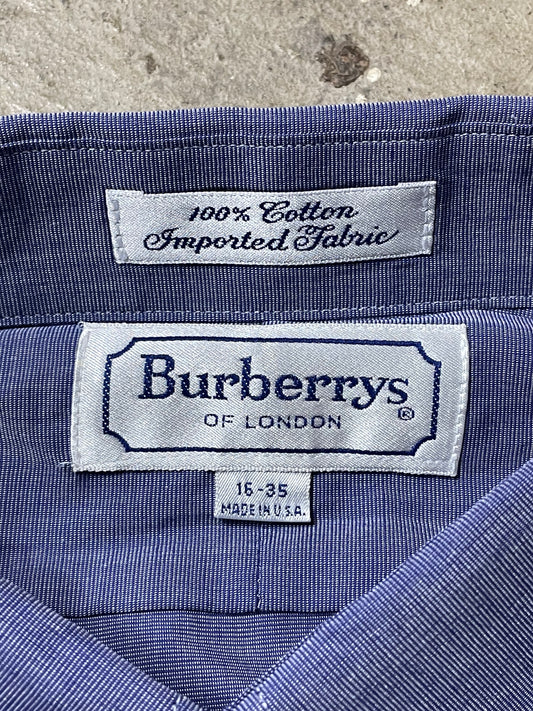 100% Cotton
Imported Fabric
Burberrys
®
OF LONDON
16-35
MADE IN U.S.A.